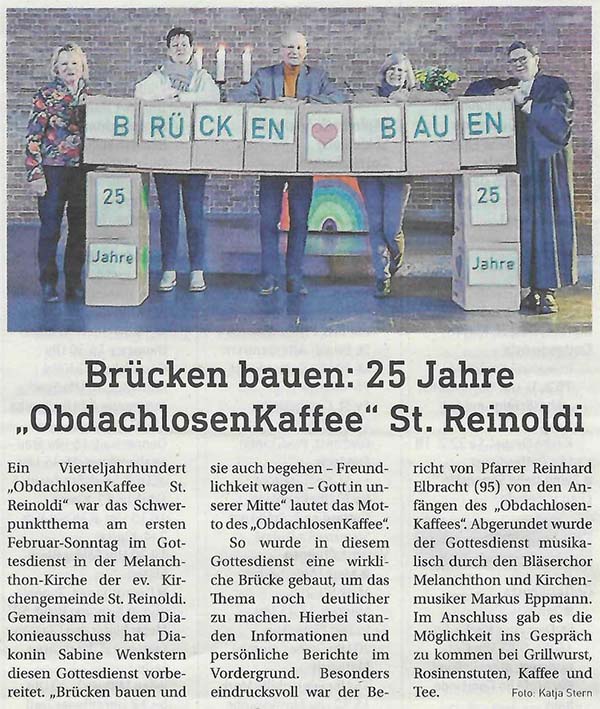 BRÜCKEN ❤ BAUEN
25
Jahre
25
Jahre
Brücken bauen: 25 Jahre
„ObdachlosenKaffee“ St. Reinoldi
Ein Vierteljahrhundert
„ObdachlosenKaffee St.
Reinoldi“ war das Schwer-
punktthema am ersten
Februar-Sonntag im Got-
tesdienst in der Melanch-
thon-Kirche der ev. Kir-
chengemeinde St. Reinoldi.
Gemeinsam mit dem Dia-
konieausschuss hat Dia-
konin Sabine Wenkstern
diesen Gottesdienst vorbe-
reitet. „Brücken bauen und
sie auch begehen – Freund-
lichkeit wagen – Gott in un-
serer Mitte“ lautet das Mot-
to des „ObdachlosenKaffee“.
So wurde in diesem
Gottesdienst eine wirkli-
che Brücke gebaut, um das
Thema noch deutlicher
zu machen. Hierbei stan-
den Informationen und
persönliche Berichte im
Vordergrund. Besonders
eindrucksvoll war der Be-
richt von Pfarrer Reinhard
Elbracht (95) von den An-
fängen des „Obdachlosen-
Kaffees“. Abgerundet wurde
der Gottesdienst musika-
lisch durch den Bläserchor
Melanchthon und Kirchen-
musiker Markus Eppmann.
Im Anschluss gab es die
Möglichkeit ins Gespräch
zu kommen bei Grillwurst,
Rosinenstuten, Kaffee und
Tee.
Foto: Katja Stern